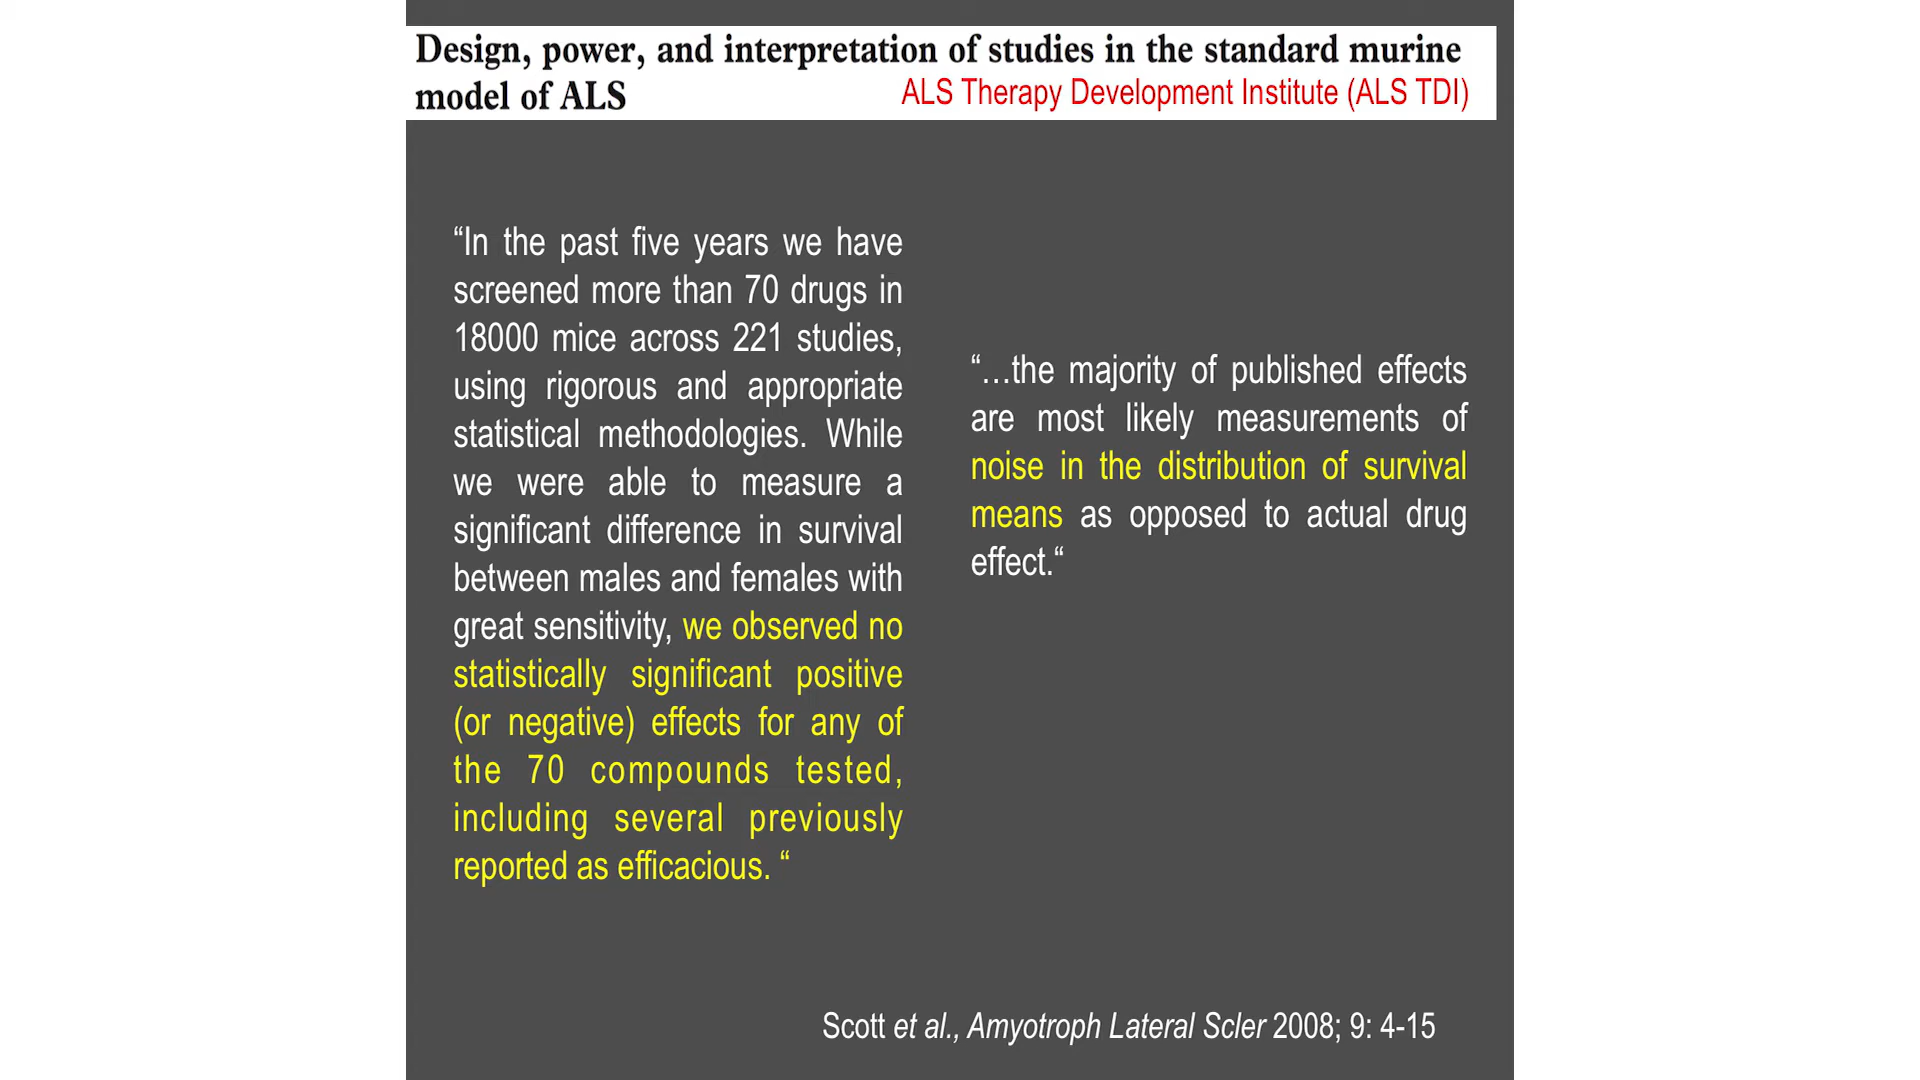 Design, power, and interpretation of studies in the standard murine
model of ALS
ALS Therapy Development Institute (ALS TDI)
“In the past five years we have
screened more than 70 drugs in
18000 mice across 221 studies,
using rigorous and appropriate
statistical methodologies. While
we were able to measure a
significant difference in survival
between males and females with
great sensitivity, we observed no
statistically significant positive
(or negative) effects for any of
the 70 compounds tested,
including several previously
reported as efficacious. “
“…the majority of published effects
are most likely measurements of
noise in the distribution of survival
means as opposed to actual drug
effect.“
Scott et al., Amyotroph Lateral Scler 2008; 9: 4-15